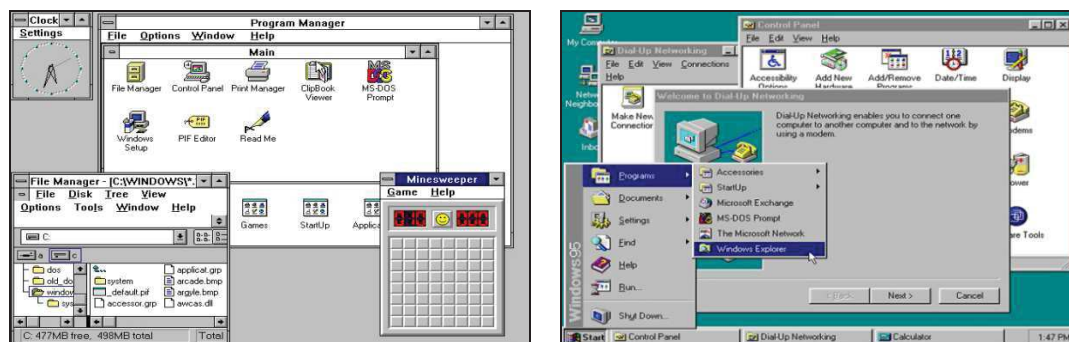 Clock
Settings
Program Manager
File Options Window Help
Main
File Manager
Control Panel
Print Manager
ClipBook Viewer
MS-DOS Prompt
Windows Setup
PIF Editor
Read Me
Games
StartUp
File Manager - [C:\WINDOWS\*.
File Disk Tree View
Options Tools Window Help
C:
a c
dos
old_do
window
sys
system
_default.pif
accessor.grp
applicat.grp
arcade.bmp
argyle.bmp
awcas.dll
C: 477MB free, 498MB total
Total
Minesweeper
Game Help
My Com
Dial-Up Networking
File Edit View Connections
Help
Make New
Connection
Control Panel
File Edit View Help
Accessibility
Options
Add New
Hardware
Add/Remove
Programs
Date/Time
Display
Welcome to Dial-Up Networking
Dial-Up Networking enables you to connect one
computer to another computer and to the network by
using a modem.
Programs
Documents
Settings
Find
Help
Run...
Shut Down...
Windows95
Accessories
StartUp
Microsoft Exchange
MS-DOS Prompt
The Microsoft Network
Windows Explorer
< Back
Next >
Cancel
Start
Control Panel
Dial-Up Networking
Calculator
1:47 PM